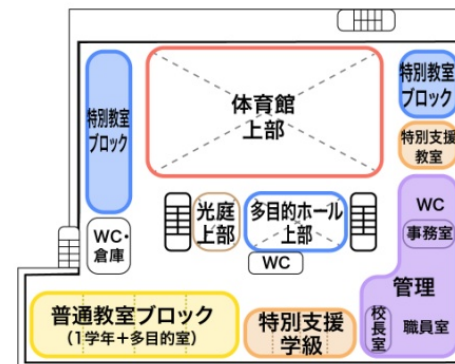 特別教室
ブロック
体育館
上部
特別教室
ブロック
特別支援
教室
WC・
倉庫
光庭
上部
多目的ホール
上部
WC
WC
事務室
管理
校長室
職員室
普通教室ブロック
(1学年＋多目的室)
特別支援
学級